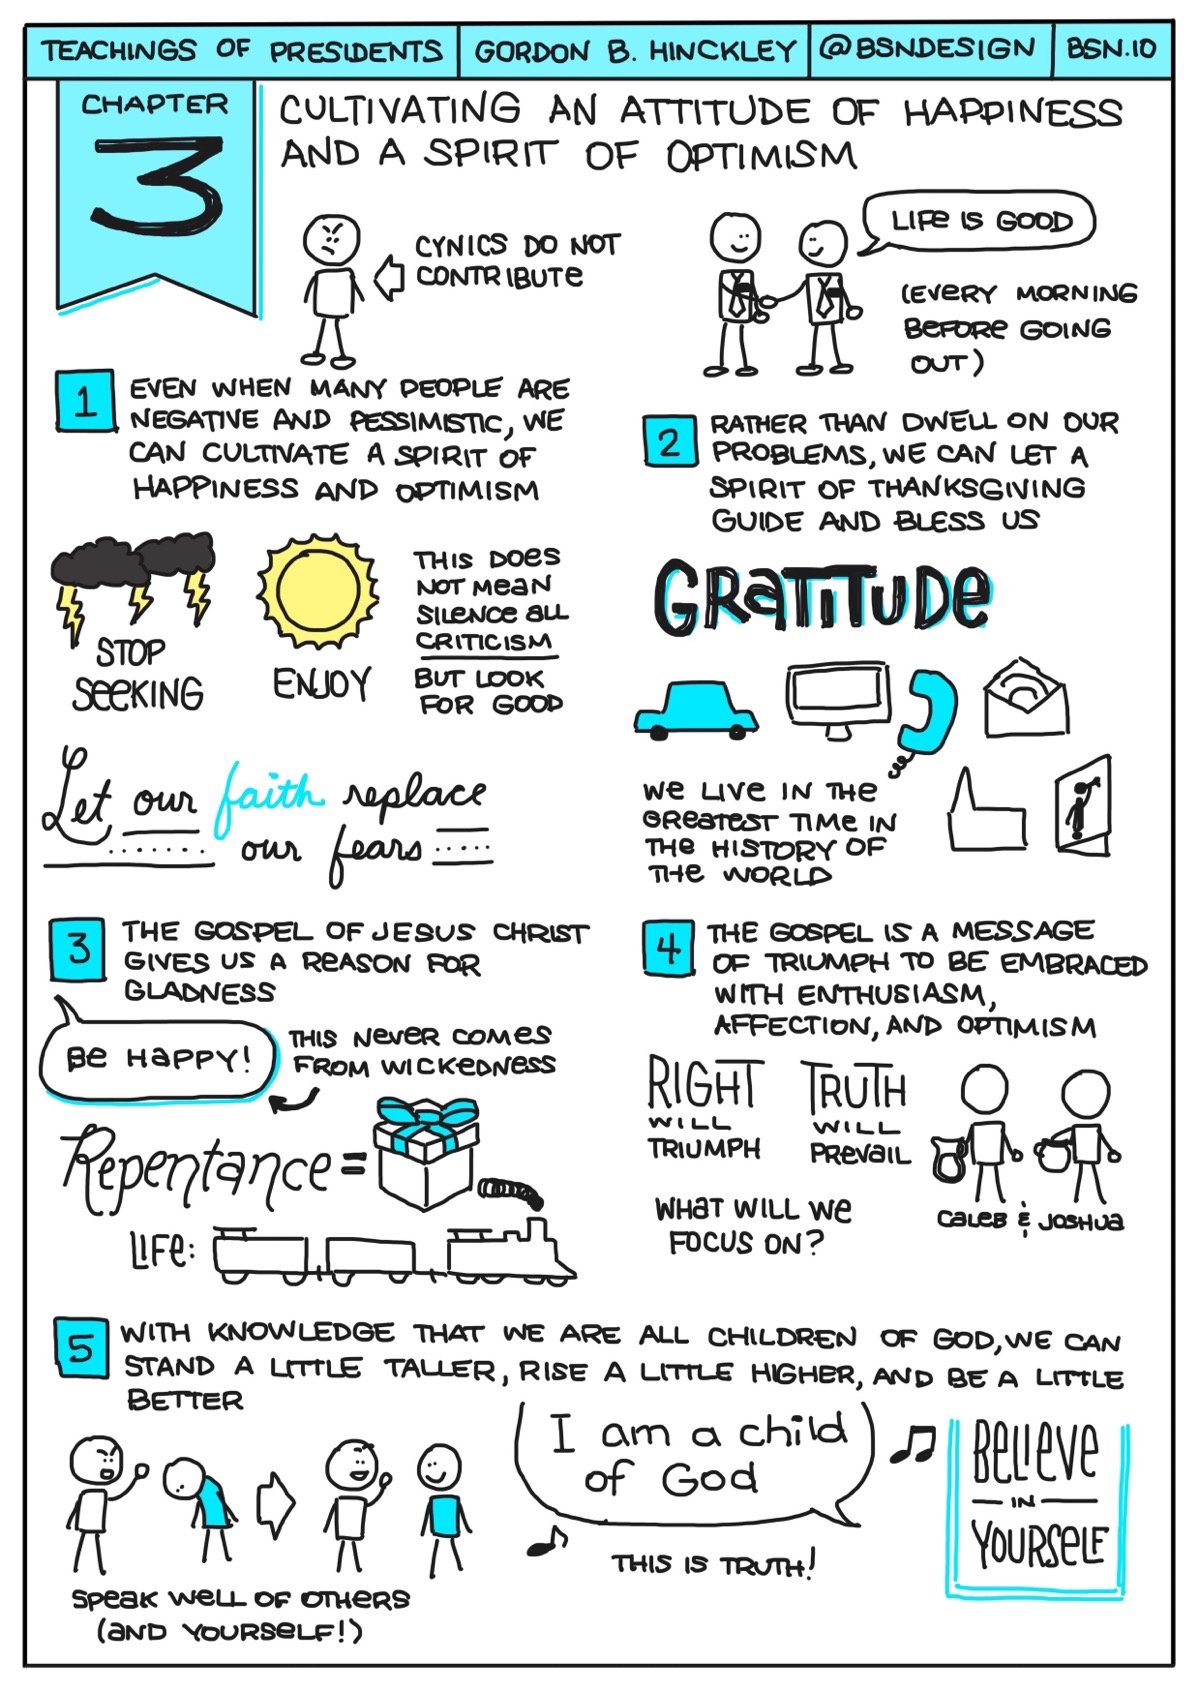 TEACHINGS OF PRESIDENTS
GORDON B. HINCKLEY
@BSNDESIGN
BSN.IO
CHAPTER
3
CULTIVATING AN ATTITUDE OF HAPPINESS
AND A SPIRIT OF OPTIMISM
CYNICS DO NOT
CONTRIBUTE
LIFE IS GOOD
(EVERY MORNING
BEFORE GOING
OUT)
1
EVEN WHEN MANY PEOPLE ARE
NEGATIVE AND PESSIMISTIC, WE
CAN CULTIVATE A SPIRIT OF
HAPPINESS AND OPTIMISM
2
RATHER THAN DWELL ON OUR
PROBLEMS, WE CAN LET A
SPIRIT OF THANKSGIVING
GUIDE AND BLESS US
STOP
SEEKING
ENJOY
THIS DOES
NOT MEAN
SILENCE ALL
CRITICISM
BUT LOOK
FOR GOOD
GRATITUDE
Let our faith replace
our fears
WE LIVE IN THE
GREATEST TIME IN
THE HISTORY OF
THE WORLD
3
THE GOSPEL OF JESUS CHRIST
GIVES US A REASON FOR
GLADNESS
BE HAPPY!
THIS NEVER COMES
FROM WICKEDNESS
Repentance =
LIFE:
4
THE GOSPEL IS A MESSAGE
OF TRIUMPH TO BE EMBRACED
WITH ENTHUSIASM,
AFFECTION, AND OPTIMISM
RIGHT
WILL
TRIUMPH
TRUTH
WILL
PREVAIL
CALEB & JOSHUA
WHAT WILL WE
FOCUS ON?
5
WITH KNOWLEDGE THAT WE ARE ALL CHILDREN OF GOD, WE CAN
STAND A LITTLE TALLER, RISE A LITTLE HIGHER, AND BE A LITTLE
BETTER
SPEAK WELL OF OTHERS
(AND YOURSELF!)
I am a child
of God
THIS IS TRUTH!
BELIEVE
IN
YOURSELF